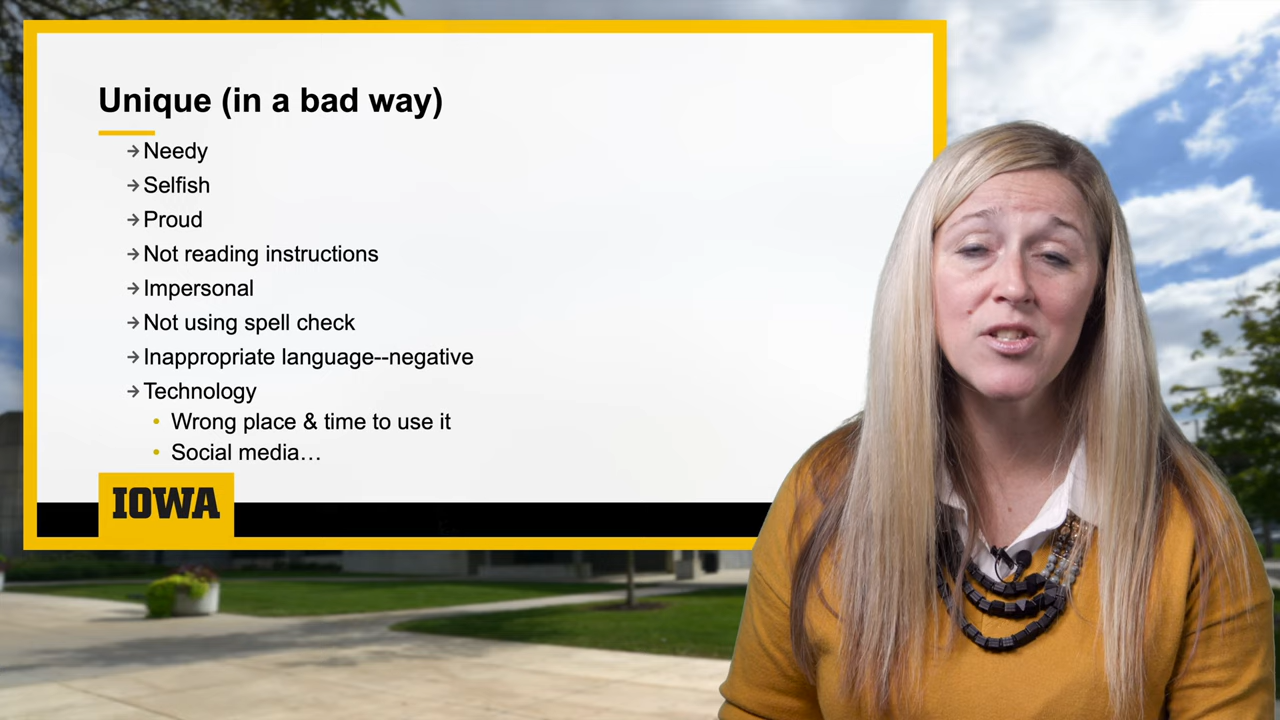 Unique (in a bad way)
→ Needy
→ Selfish
→ Proud
→ Not reading instructions
→ Impersonal
→ Not using spell check
→ Inappropriate language--negative
→ Technology
• Wrong place & time to use it
• Social media…
IOWA